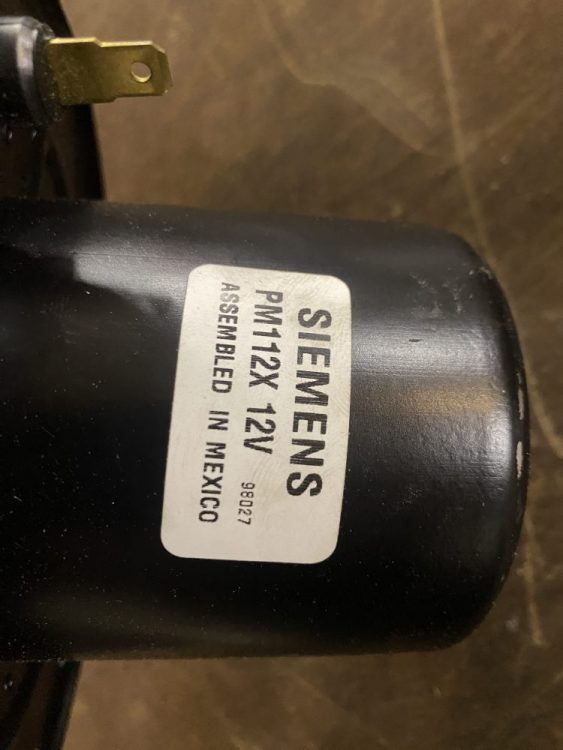 SIEMENS
PM112X 12V
98027
ASSEMBLED IN MEXICO